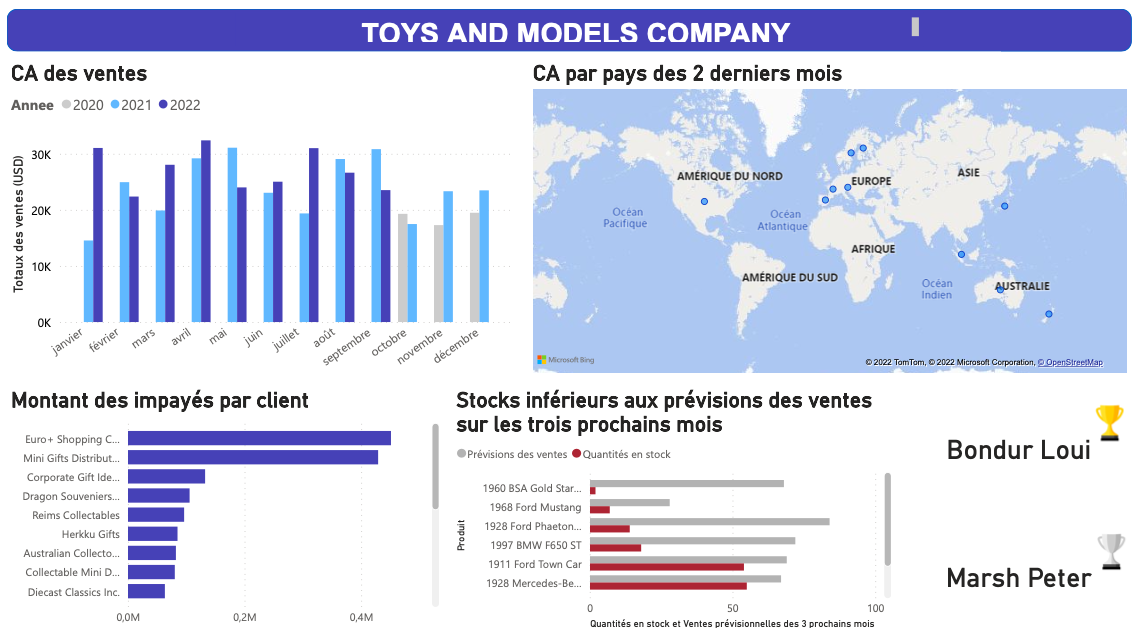 TOYS AND MODELS COMPANY
CA des ventes
Annee 2020 2021 2022
Totaux des ventes (USD)
30K
20K
10K
0K
janvier
février
mars
avril
mai
juin
juillet
août
septembre
octobre
novembre
décembre
CA par pays des 2 derniers mois
AMÉRIQUE DU NORD
EUROPE
ASIE
Océan
Pacifique
Océan
Atlantique
AFRIQUE
AMÉRIQUE DU SUD
Océan
Indien
AUSTRALIE
Microsoft Bing
© 2022 TomTom, © 2022 Microsoft Corporation, © OpenStreetMap
Montant des impayés par client
Euro+ Shopping C...
Mini Gifts Distribut...
Corporate Gift Ide...
Dragon Souveniers...
Reims Collectables
Herkku Gifts
Australian Collecto...
Collectable Mini D...
Diecast Classics Inc.
0,0M
0,2M
0,4M
Stocks inférieurs aux prévisions des ventes
sur les trois prochains mois
Prévisions des ventes Quantités en stock
Produit
1960 BSA Gold Star...
1968 Ford Mustang
1928 Ford Phaeton...
1997 BMW F650 ST
1911 Ford Town Car
1928 Mercedes-Be...
0
50
100
Quantités en stock et Ventes prévisionnelles des 3 prochains mois
Bondur Loui
Marsh Peter